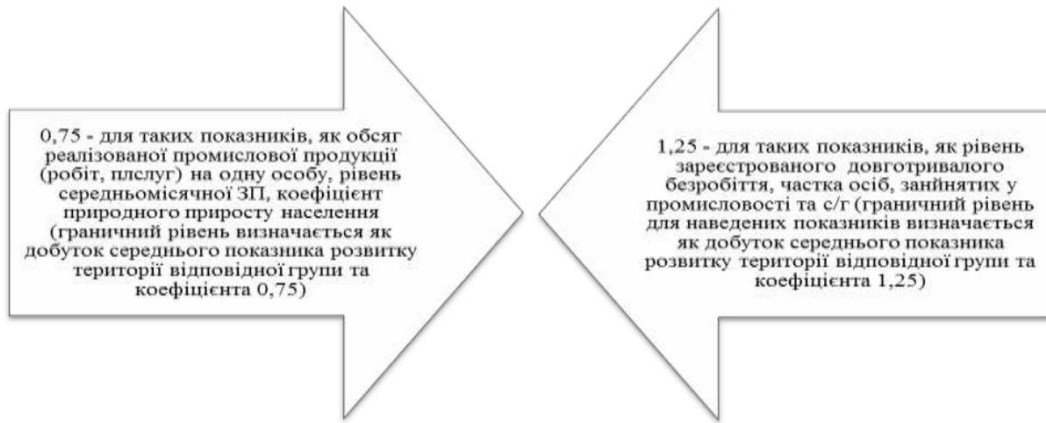 0,75 - для таких показників, як обсяг
реалізованої промислової продукції
(робіт, плслуг) на одну особу, рівень
середньомісячної ЗП, коефіцієнт
природного приросту населення
(граничний рівень визначається як
добуток середнього показника розвитку
території відповідної групи та
коефіцієнта 0,75)
1,25 - для таких показників, як рівень
зареєстрованого довготривалого
безробіття, частка осіб, занйнятих у
промисловості та с/г (граничний рівень
для наведених показників визначається
як добуток середнього показника
розвитку території відповідної групи та
коефіцієнта 1,25)